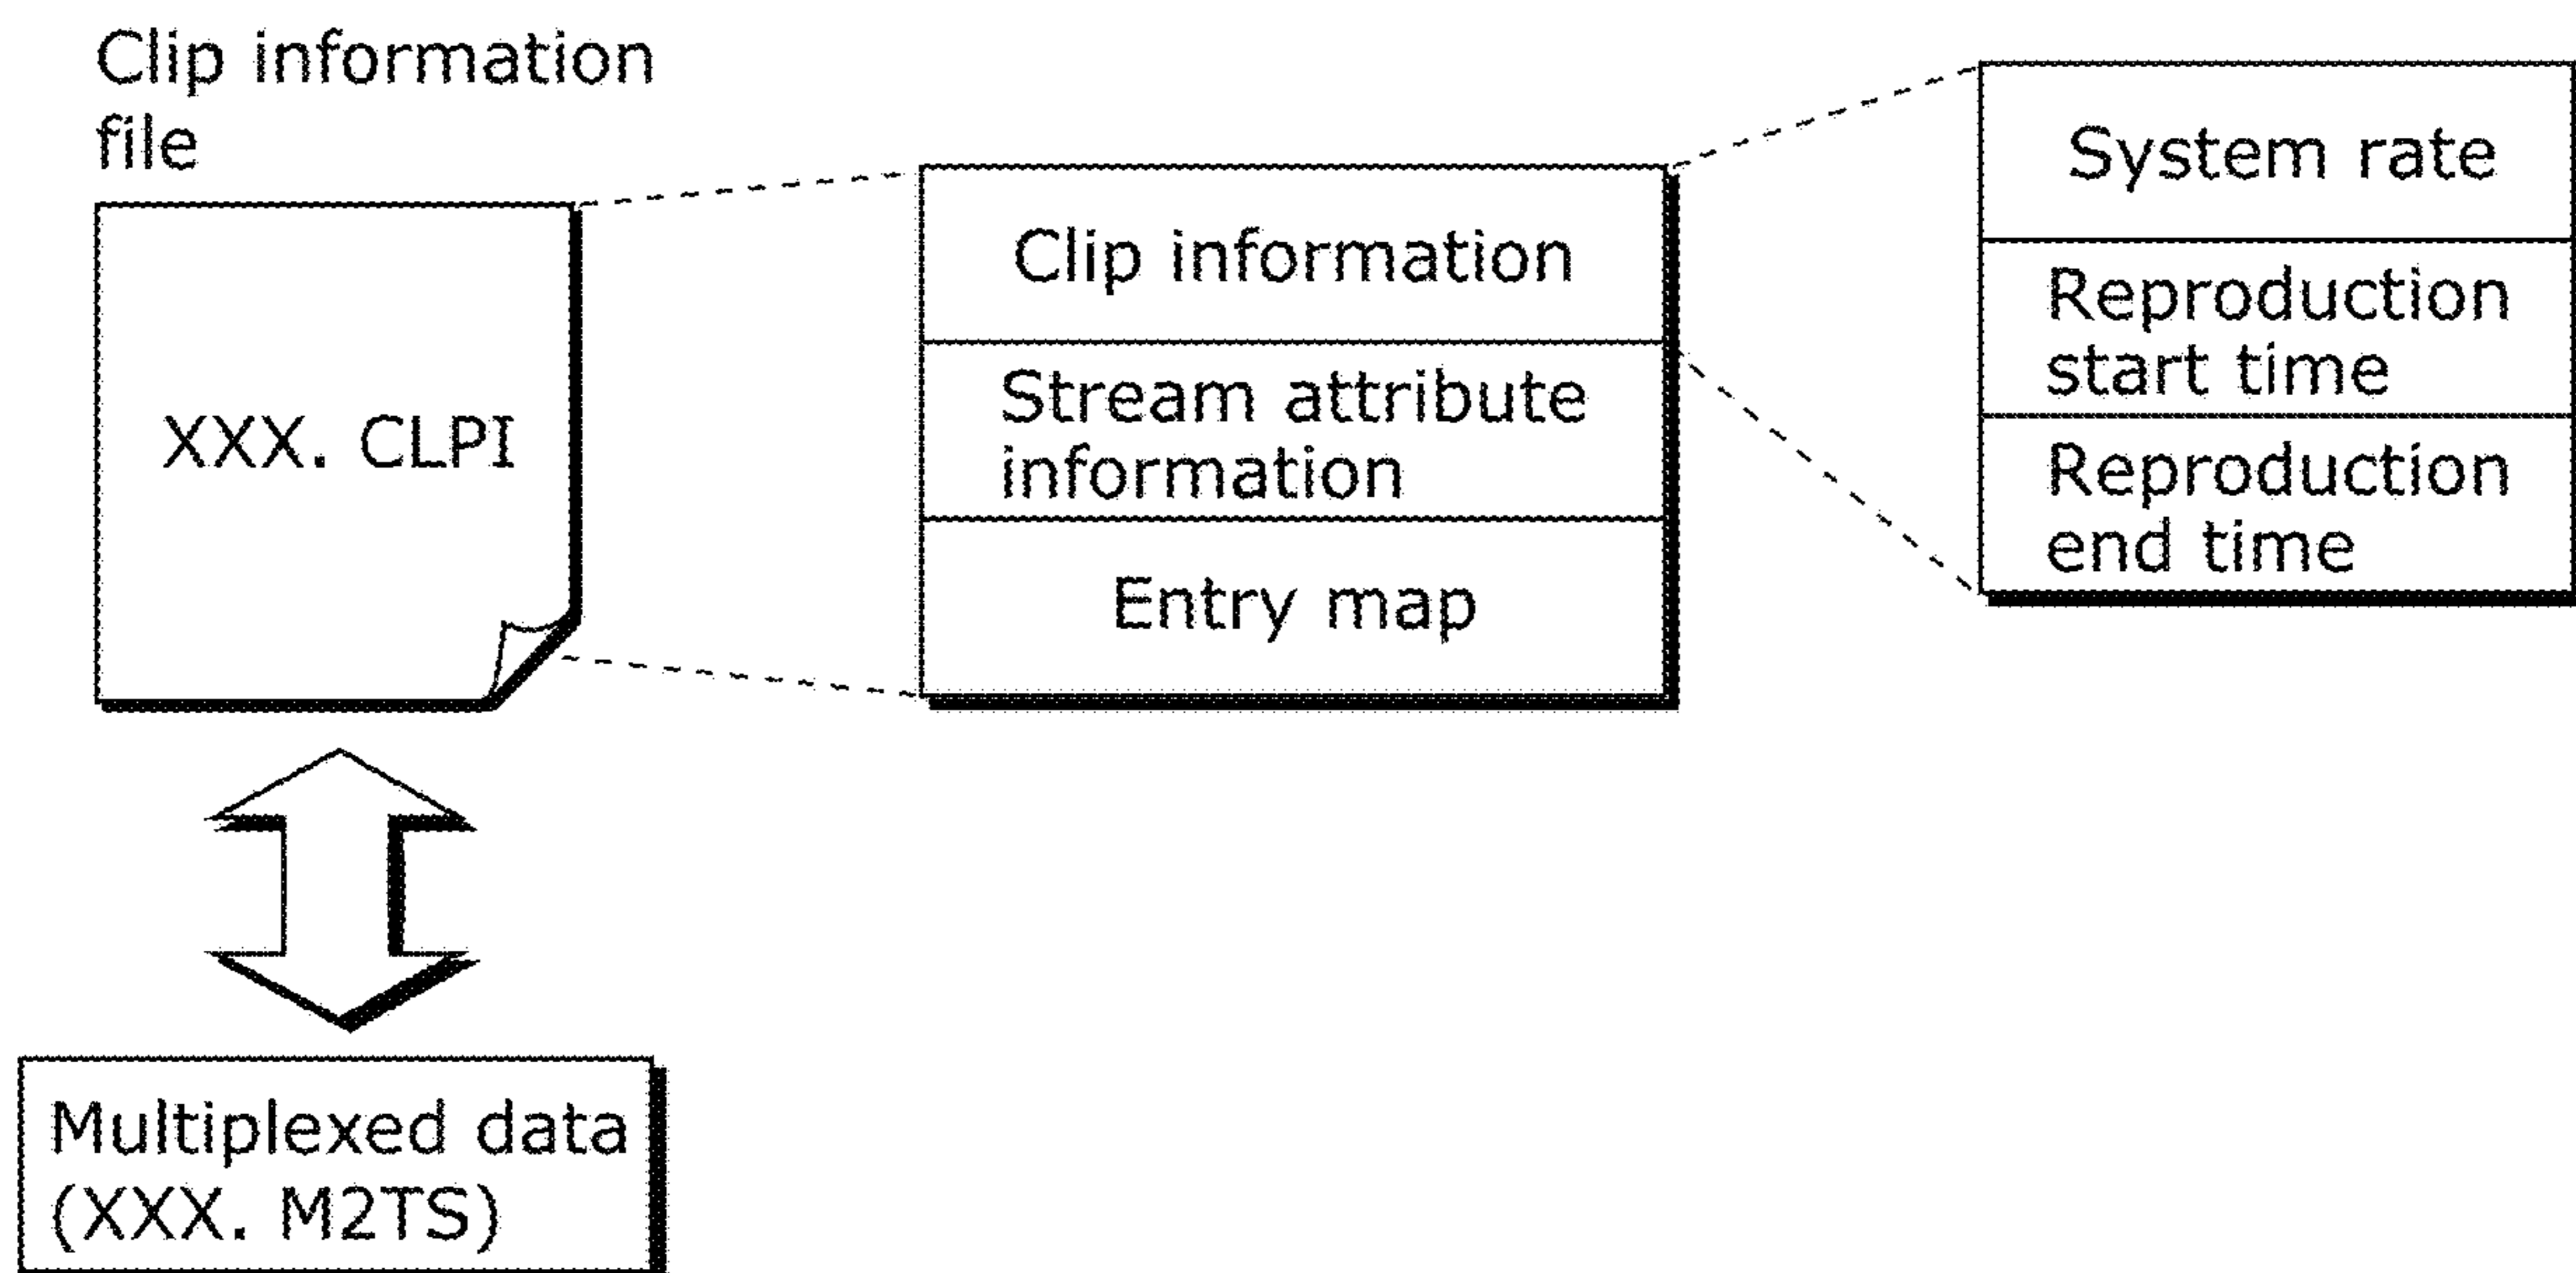 Clip information
file
XXX. CLPI
Clip information
Stream attribute
information
Entry map
System rate
Reproduction
start time
Reproduction
end time
Multiplexed data
(XXX. M2TS)